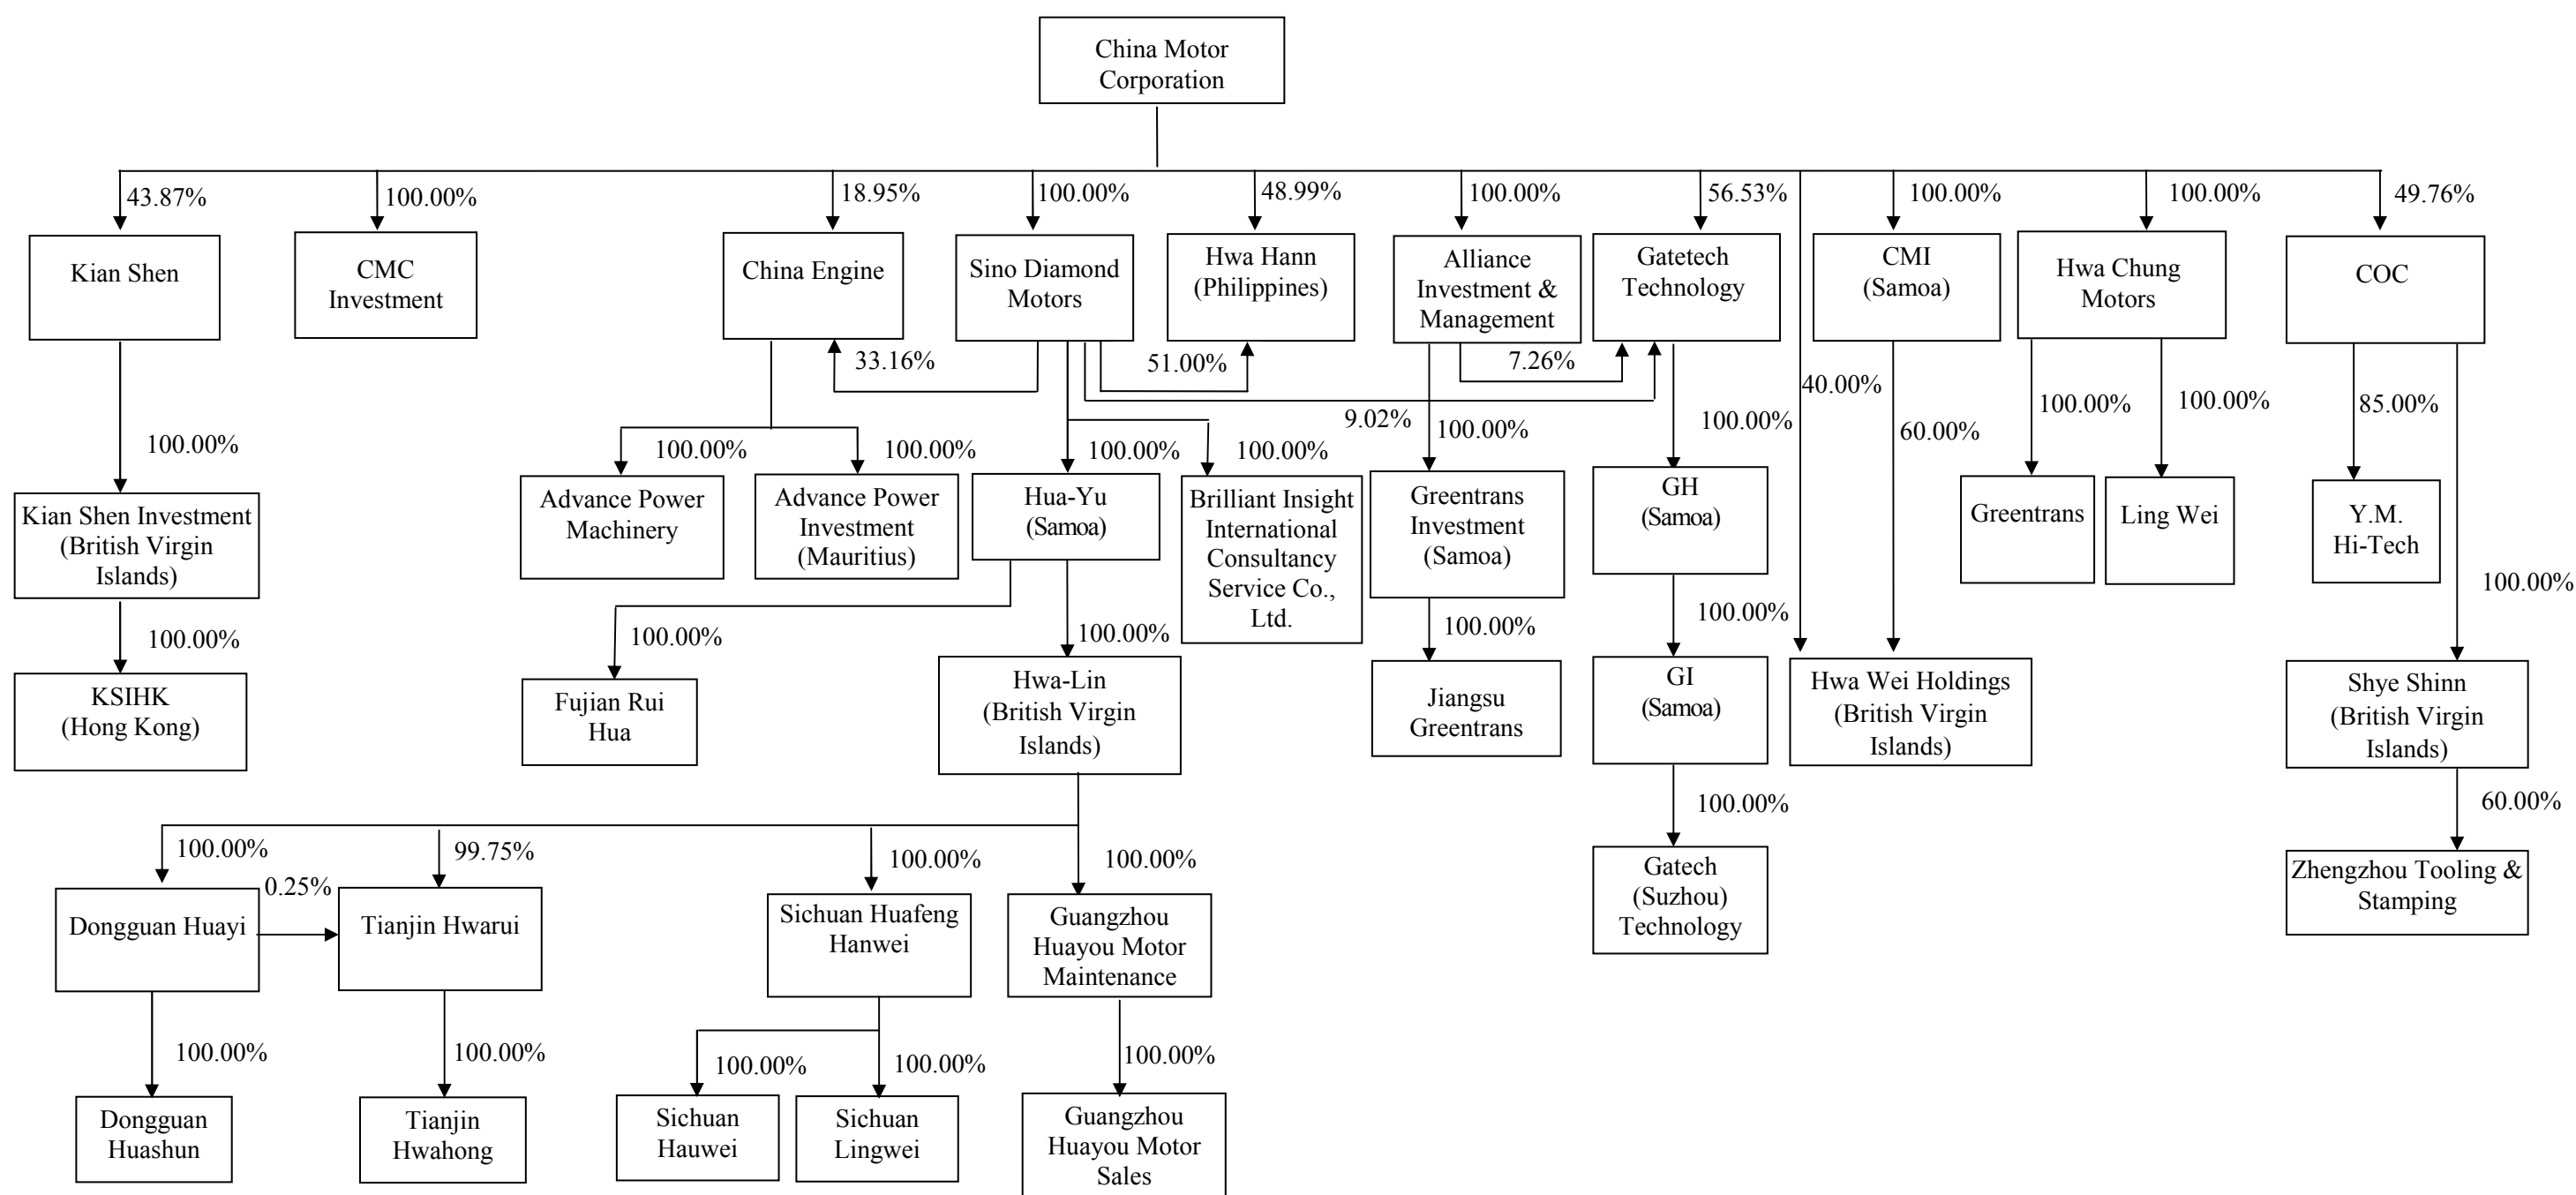 China Motor
Corporation
43.87%
100.00%
18.95%
100.00%
48.99%
100.00%
56.53%
100.00%
100.00%
49.76%
Kian Shen
CMC
Investment
China Engine
Sino Diamond
Motors
Hwa Hann
(Philippines)
Alliance
Investment &
Management
Gatetech
Technology
CMI
(Samoa)
Hwa Chung
Motors
COC
33.16%
51.00%
7.26%
40.00%
100.00%
100.00%
85.00%
9.02%
100.00%
100.00%
60.00%
100.00%
100.00%
100.00%
100.00%
100.00%
Kian Shen Investment
(British Virgin
Islands)
Advance Power
Machinery
Advance Power
Investment
(Mauritius)
Hua-Yu
(Samoa)
Brilliant Insight
International
Consultancy
Service Co.,
Ltd.
Greentrans
Investment
(Samoa)
GH
(Samoa)
Greentrans
Ling Wei
Y.M.
Hi-Tech
100.00%
100.00%
100.00%
100.00%
100.00%
100.00%
KSIHK
(Hong Kong)
Fujian Rui
Hua
Hwa-Lin
(British Virgin
Islands)
Jiangsu
Greentrans
GI
(Samoa)
Hwa Wei Holdings
(British Virgin
Islands)
Shye Shinn
(British Virgin
Islands)
100.00%
60.00%
100.00%
99.75%
100.00%
100.00%
0.25%
Dongguan Huayi
Tianjin Hwarui
Sichuan Huafeng
Hanwei
Guangzhou
Huayou Motor
Maintenance
Gatech
(Suzhou)
Technology
Zhengzhou Tooling &
Stamping
100.00%
100.00%
100.00%
100.00%
100.00%
Dongguan
Huashun
Tianjin
Hwahong
Sichuan
Hauwei
Sichuan
Lingwei
Guangzhou
Huayou Motor
Sales